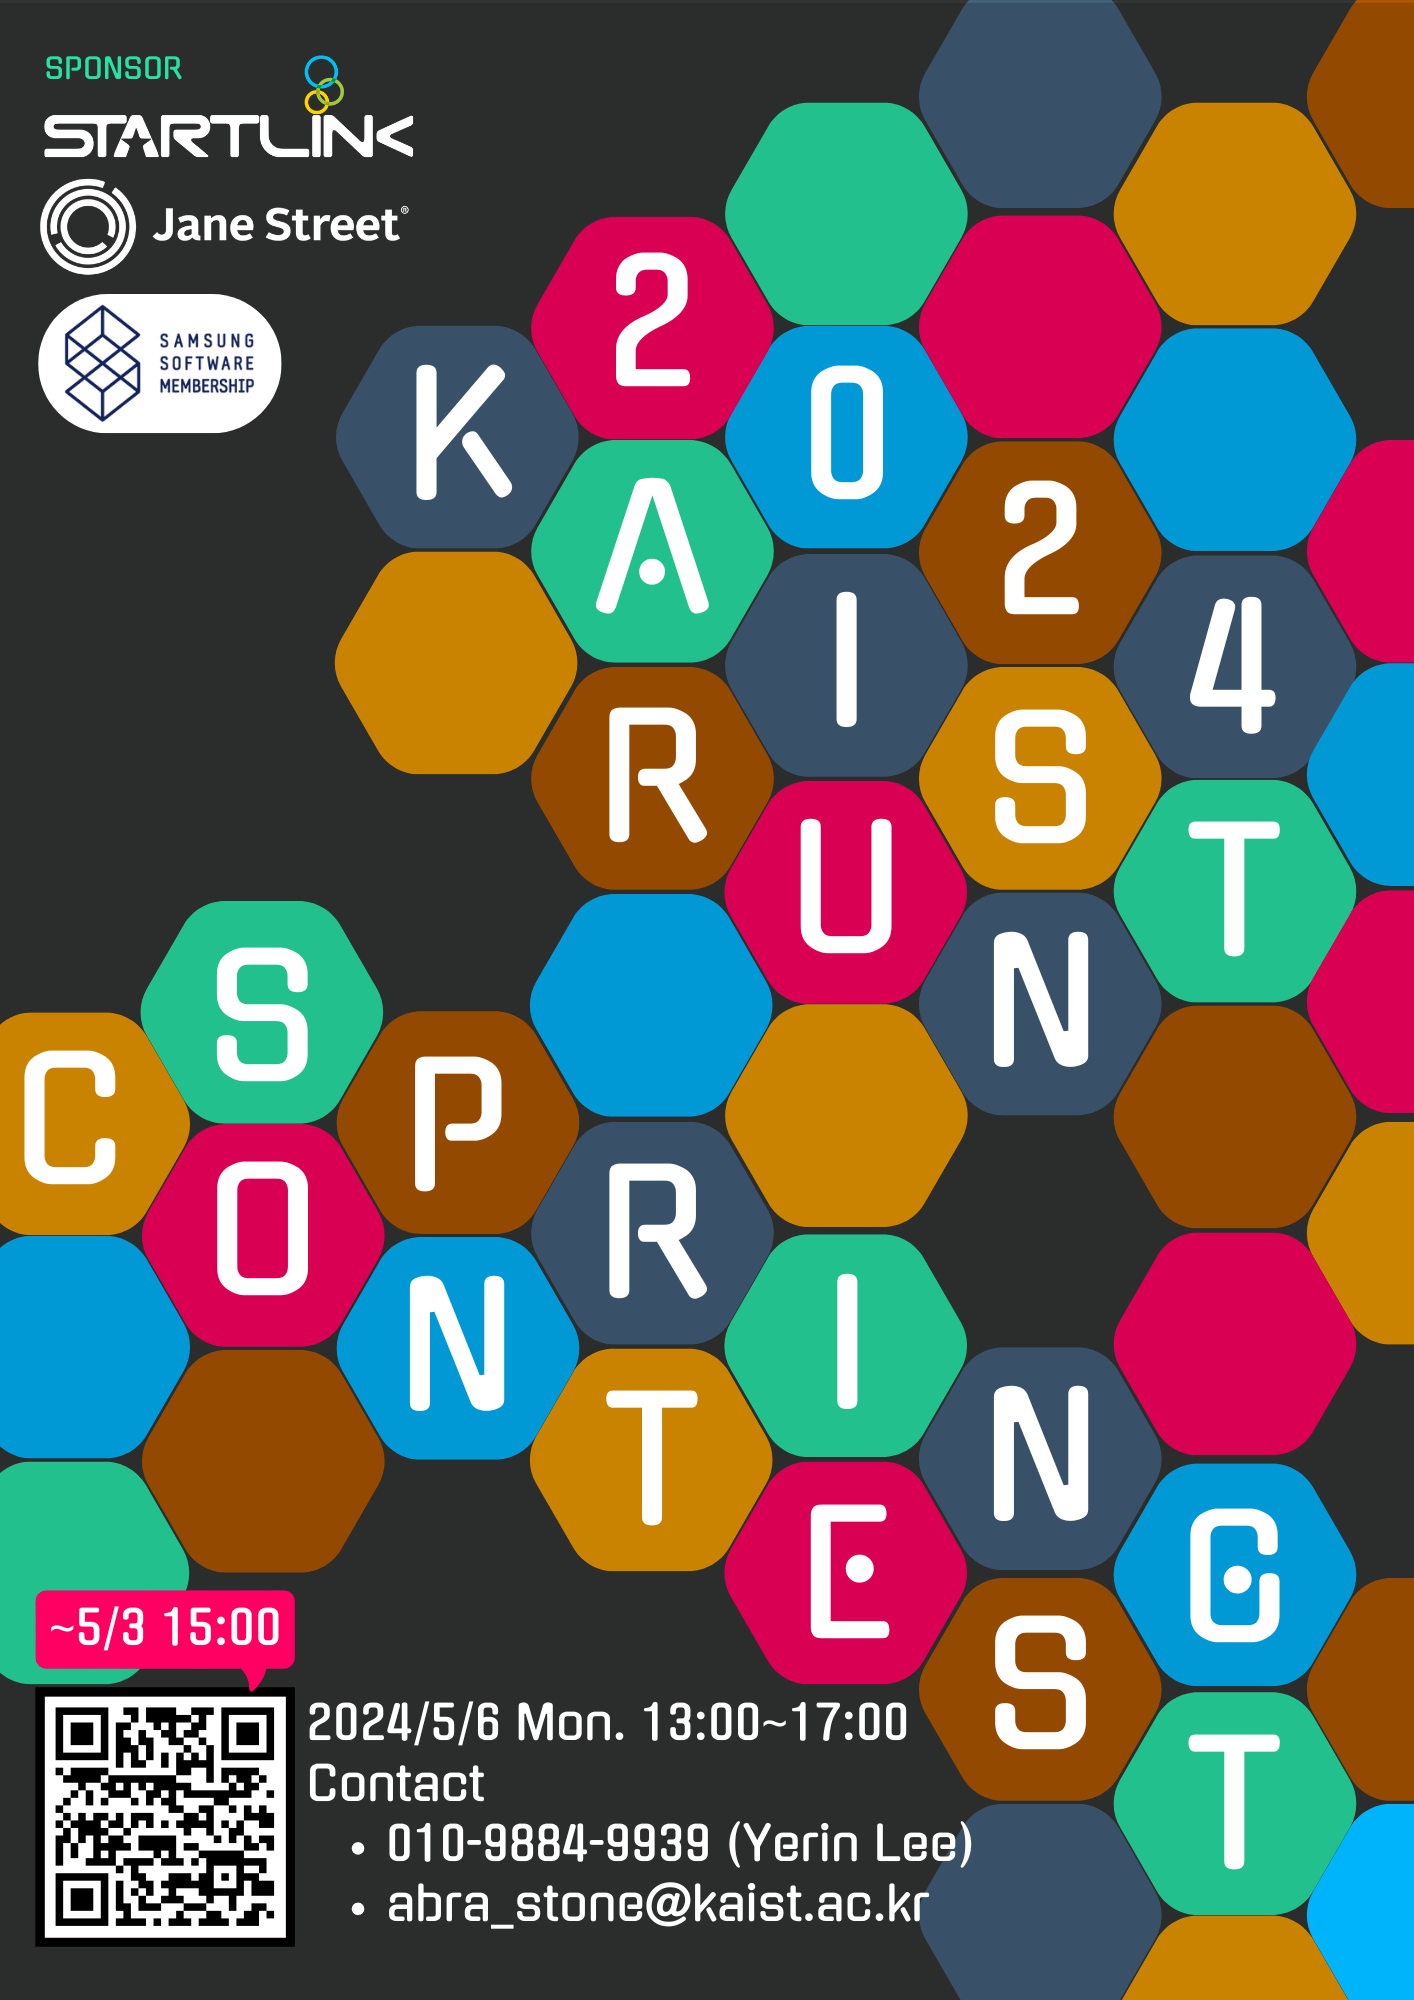 SPONSOR
STARTLINK
Jane Street®
SAMSUNG
SOFTWARE
MEMBERSHIP
2024
KAIST
RUN
SPRING
CONTEST
~5/3 15:00
2024/5/6 Mon. 13:00~17:00
Contact
• 010-9884-9939 (Yerin Lee)
• abra_stone@kaist.ac.kr